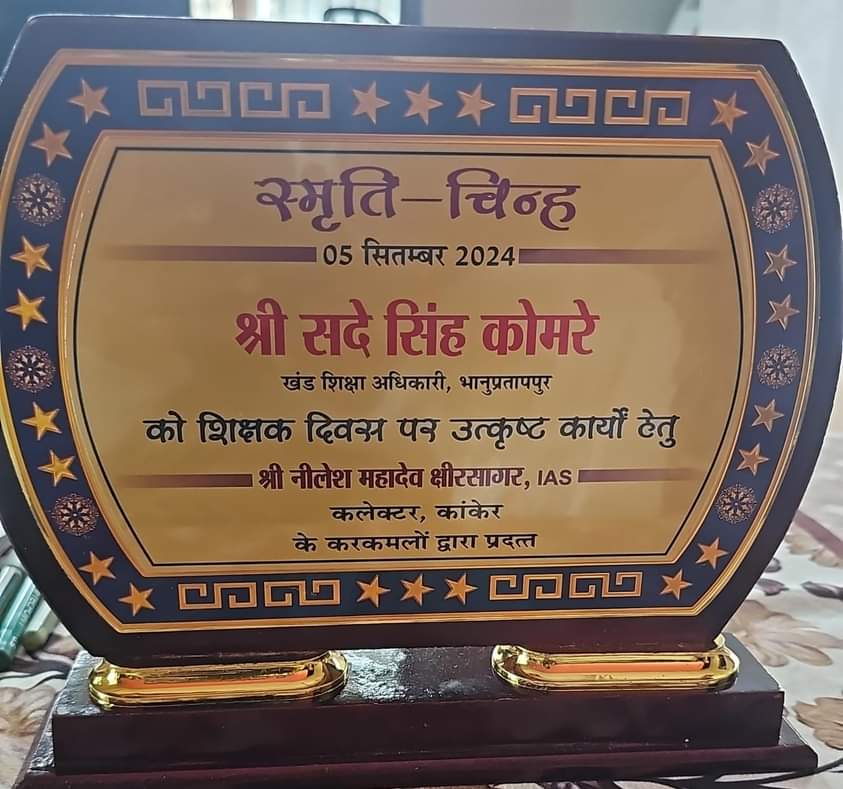 स्मृति-चिन्ह
05 सितम्बर 2024
श्री सदे सिंह कोमरे
खंड शिक्षा अधिकारी, भानुप्रतापपुर
को शिक्षक दिवस पर उत्कृष्ट कार्यों हेतु
श्री नीलेश महादेव क्षीरसागर, IAS
कलेक्टर, कांकेर
के करकमलों द्वारा प्रदत्त